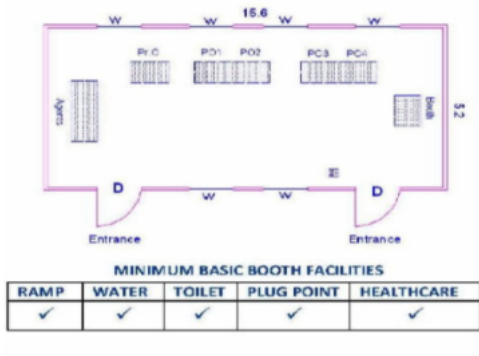 15.6
W W W W
Pr.O PO1 PO2 PO3 PO4
Agents
Booth
5.2
D D
W W
Entrance Entrance
MINIMUM BASIC BOOTH FACILITIES
RAMP WATER TOILET PLUG POINT HEALTHCARE
✓ ✓ ✓ ✓ ✓